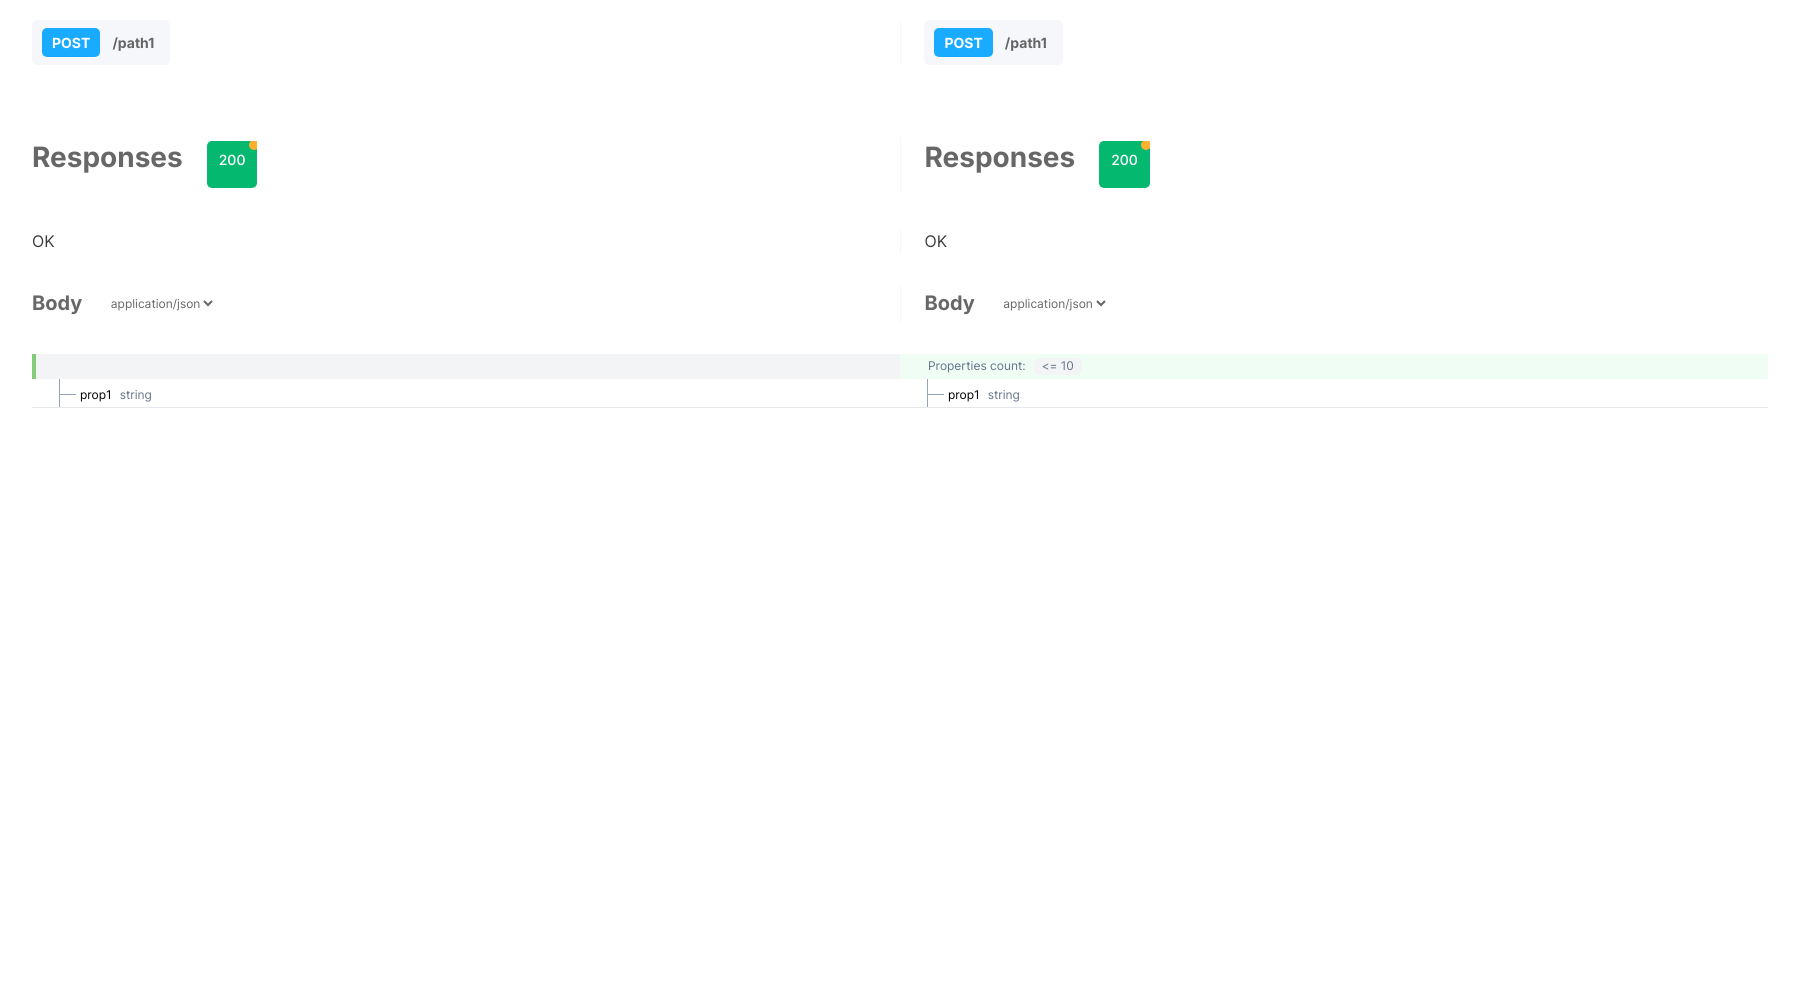 POST /path1
POST /path1
Responses 200
Responses 200
OK
OK
Body application/json
Body application/json
Properties count: <= 10
prop1 string
prop1 string